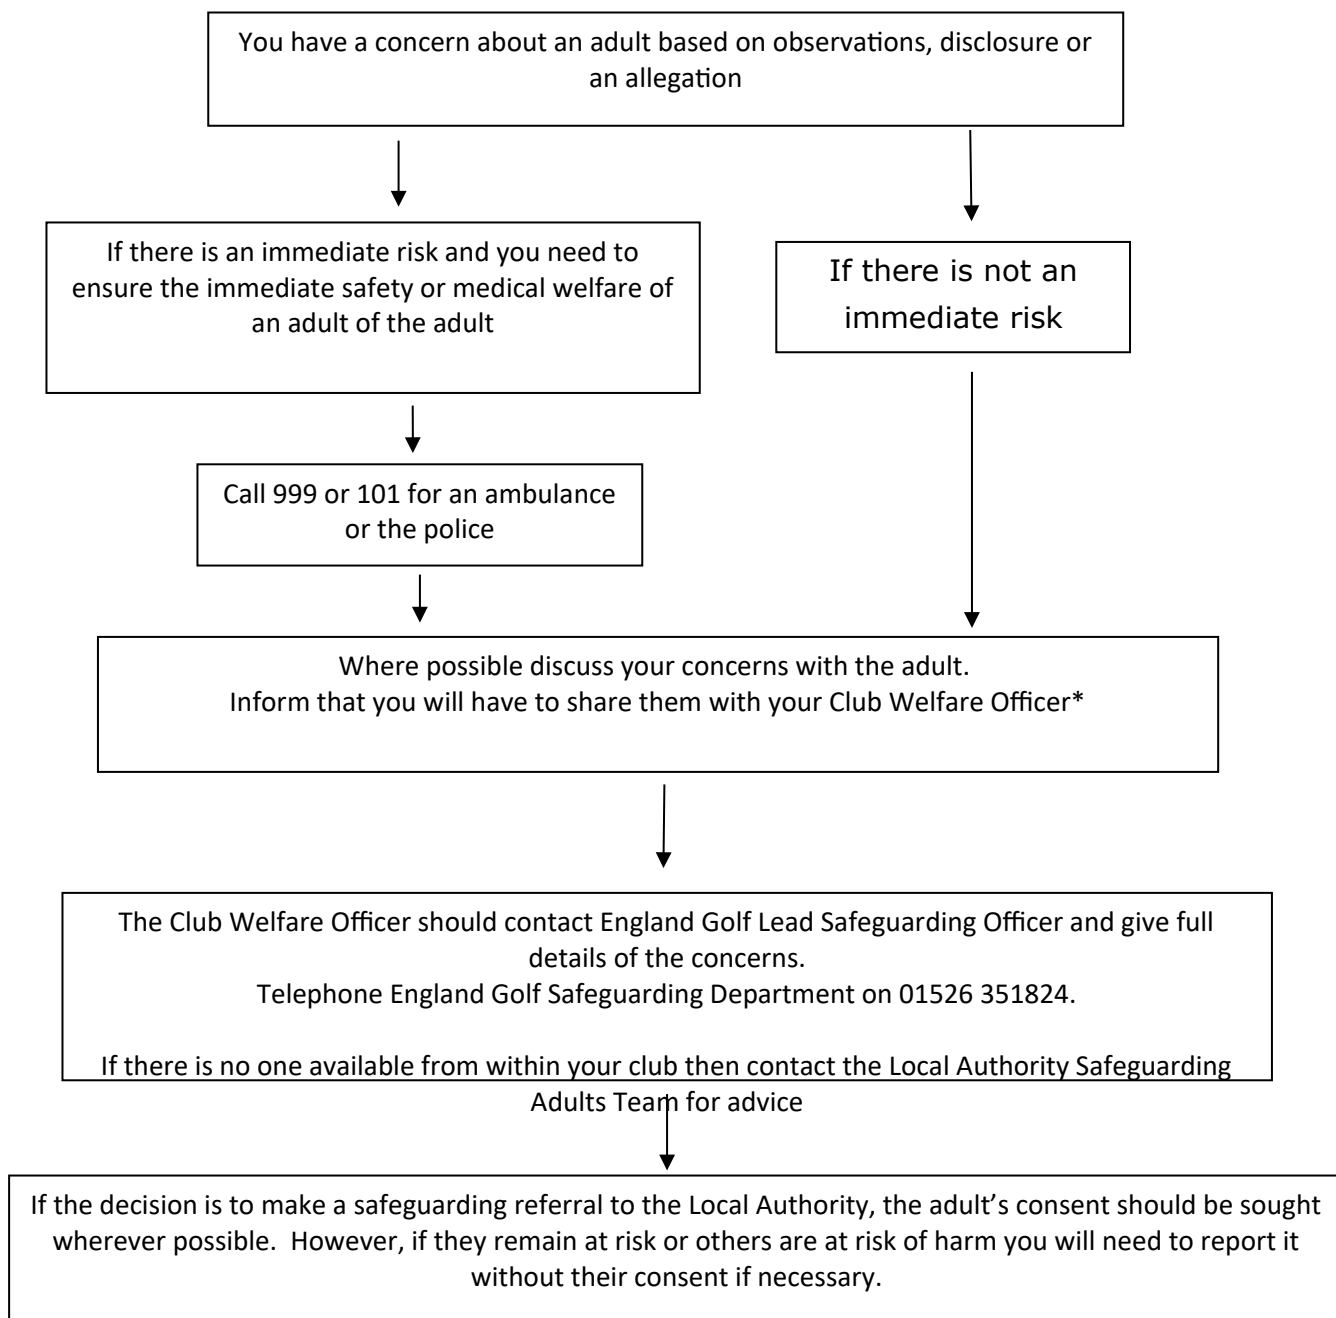 You have a concern about an adult based on observations, disclosure or
an allegation
If there is an immediate risk and you need to
ensure the immediate safety or medical welfare of
an adult of the adult
If there is not an
immediate risk
Call 999 or 101 for an ambulance
or the police
Where possible discuss your concerns with the adult.
Inform that you will have to share them with your Club Welfare Officer*
The Club Welfare Officer should contact England Golf Lead Safeguarding Officer and give full
details of the concerns.
Telephone England Golf Safeguarding Department on 01526 351824.
If there is no one available from within your club then contact the Local Authority Safeguarding
Adults Team for advice
If the decision is to make a safeguarding referral to the Local Authority, the adult’s consent should be sought
wherever possible.  However, if they remain at risk or others are at risk of harm you will need to report it
without their consent if necessary.